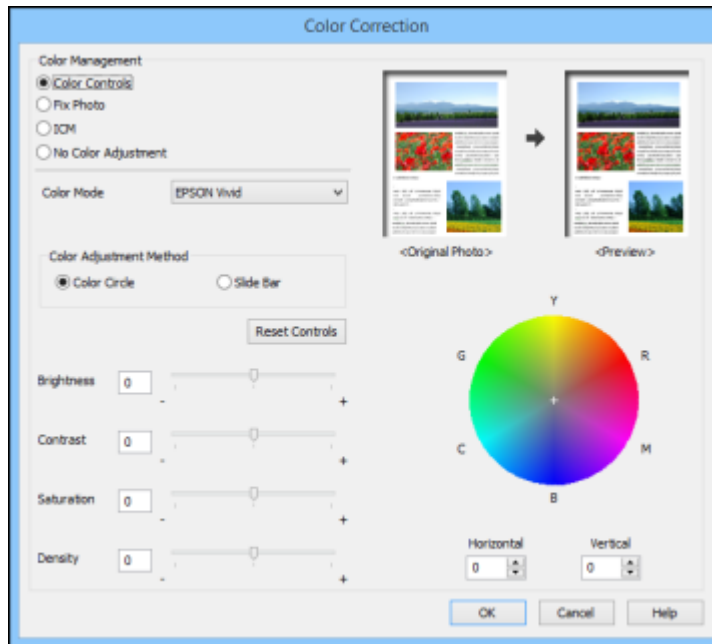 Color Correction
Color Management
Color Controls
Fix Photo
ICM
No Color Adjustment
Color Mode
EPSON Vivid
<Original Photo>
<Preview>
Color Adjustment Method
Color Circle
Slide Bar
Reset Controls
Brightness
0
-
+
Contrast
0
-
+
Saturation
0
-
+
Density
0
-
+
Y
G
R
C
M
B
Horizontal
Vertical
0
0
OK
Cancel
Help